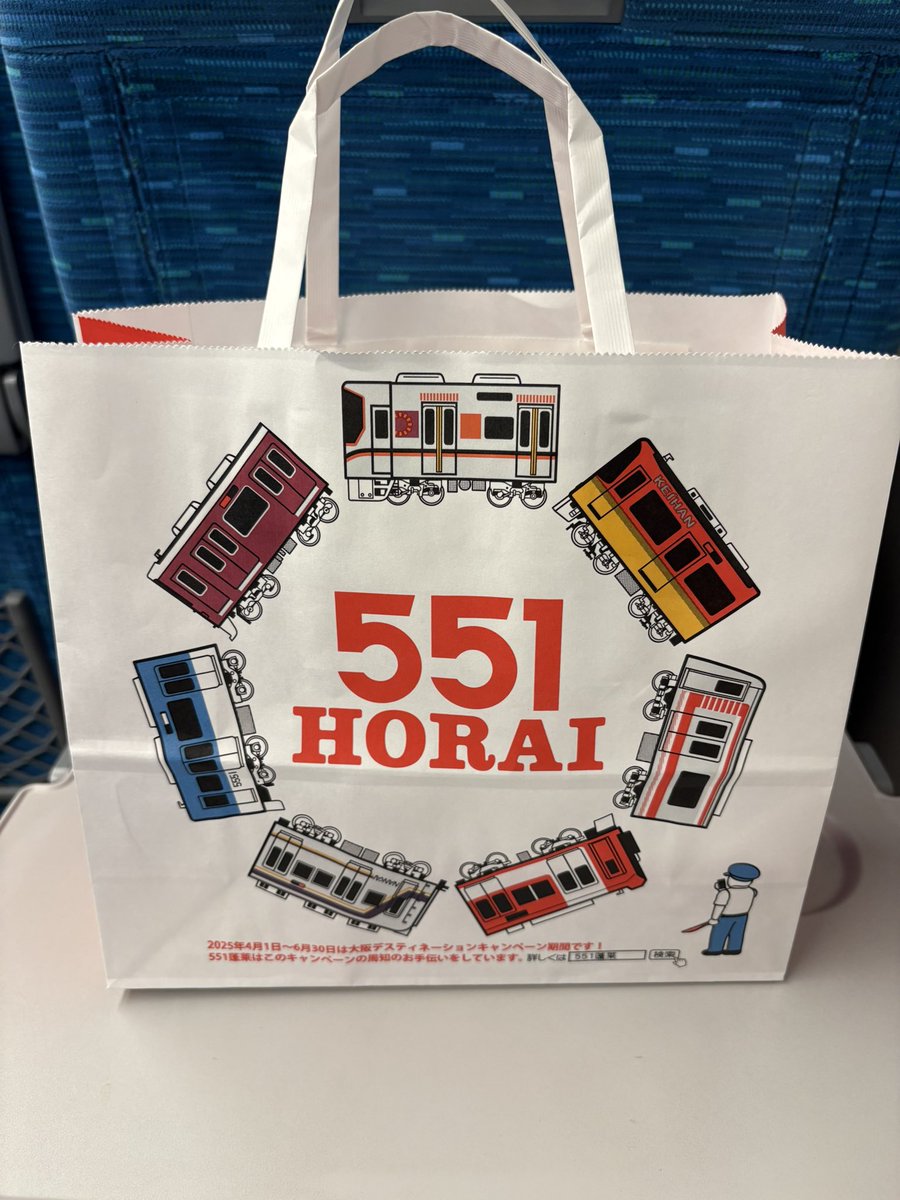 KEIHAN
551
HORAI
5551
2025年4月1日～6月30日は大阪デスティネーションキャンペーン期間です！
551蓬莱はこのキャンペーンの周知のお手伝いをしています。詳しくは 551蓬莱 検索